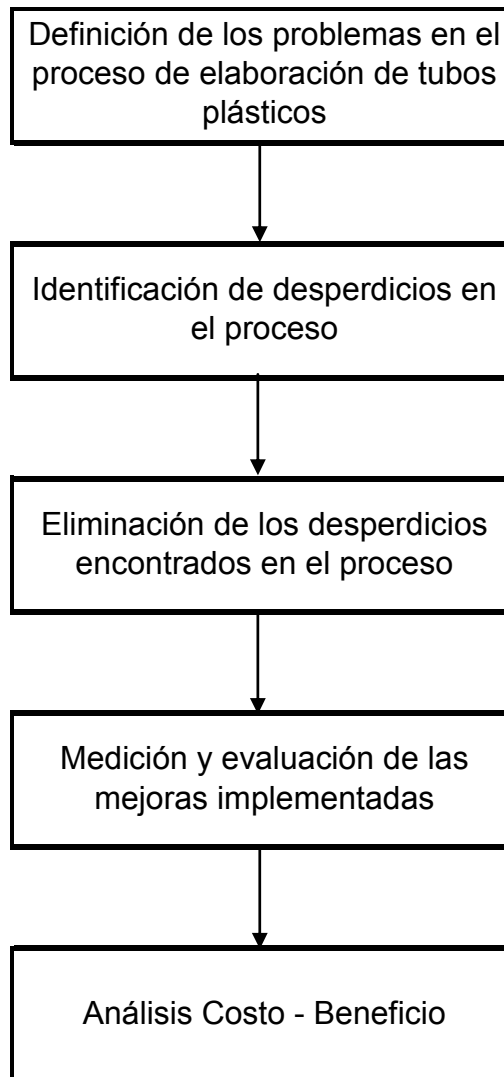 Definición de los problemas en el
proceso de elaboración de tubos
plásticos
Identificación de desperdicios en
el proceso
Eliminación de los desperdicios
encontrados en el proceso
Medición y evaluación de las
mejoras implementadas
Análisis Costo - Beneficio